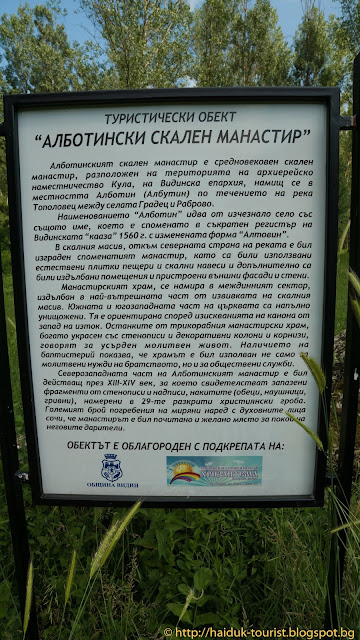 ТУРИСТИЧЕСКИ ОБЕКТ
"АЛБОТИНСКИ СКАЛЕН МАНАСТИР"
Алботинският скален манастир е средновековен скален
манастир, разположен на територията на архиерейско
наместничество Кула, на Видинска епархия, намиш се в
местността Алботин (Албутин) по течението на река
Тополовец между селата Градец и Раброво.
Наименованието "Алботин" идва от изчезнало село със
същото име, което е споменато в съкратен регистър на
Видинската "кааза" 1560 г. с изменената форма "Алтавин".
В скалния масив, откъм северната страна на реката е бил
изграден споменатият манастир, като са били използвани
естествени плитки пещери и скални навеси и допълнително са
били издълбани помещения и пристроени външни фасади и стени.
Манастирският храм, се намира в междинният сектор,
издълбан в най-вътрешната част от извивката на скалния
масив. Южната и югозападната част на църквата са напълно
унищожени. Тя е ориентирана според изискванията на канона от
запад на изток. Останките от трикорабния манастирски храм,
богато украсен със стенописи и декоративни колони и корнизи,
говорят за усърден молитвен живот. Наличието на
баптистерий показва, че храмът е бил използван не само за
молитвени нужди на братството, но и за обществени служби.
Северозападната част на Алботинският манастир е бил
действащ през XIII-XIV век, за което свидетелстват запазени
фрагменти от стенописи и надписи, накитите (обеци, наушници,
гривни), намерени в 29-те разкрити християнски гроба.
Големият брой погребения на миряни наред с духовните лица
сочи, че манастирът е бил почитано и желано място за покой на
неговите дарители.
ОБЕКТЪТ Е ОБЛАГОРОДЕН С ПОДКРЕПАТА НА:
ОБЩИНА ВИДИН
© http://haiduk-tourist.blogspot.bg